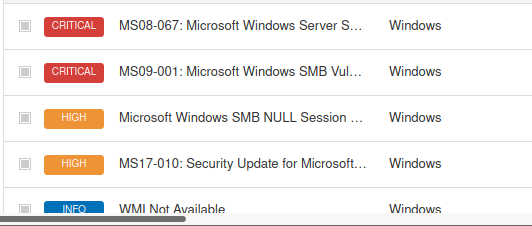 CRITICAL MS08-067: Microsoft Windows Server S... Windows
CRITICAL MS09-001: Microsoft Windows SMB Vul... Windows
HIGH Microsoft Windows SMB NULL Session ... Windows
HIGH MS17-010: Security Update for Microsoft... Windows
INFO WMI Not Available Windows